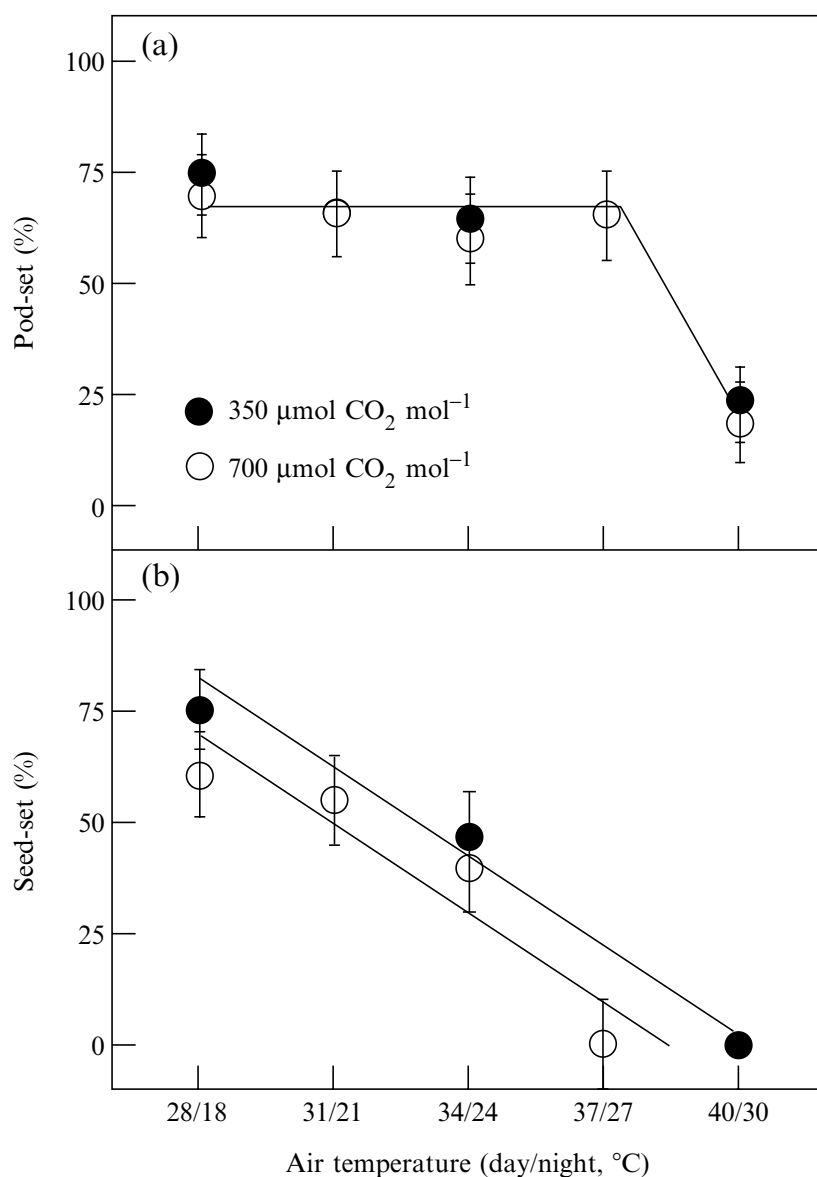 (a)
100
75
50
25
0
Pod-set (%)
350 μmol CO₂ mol⁻¹
700 μmol CO₂ mol⁻¹
(b)
100
75
50
25
0
Seed-set (%)
28/18 31/21 34/24 37/27 40/30
Air temperature (day/night, °C)